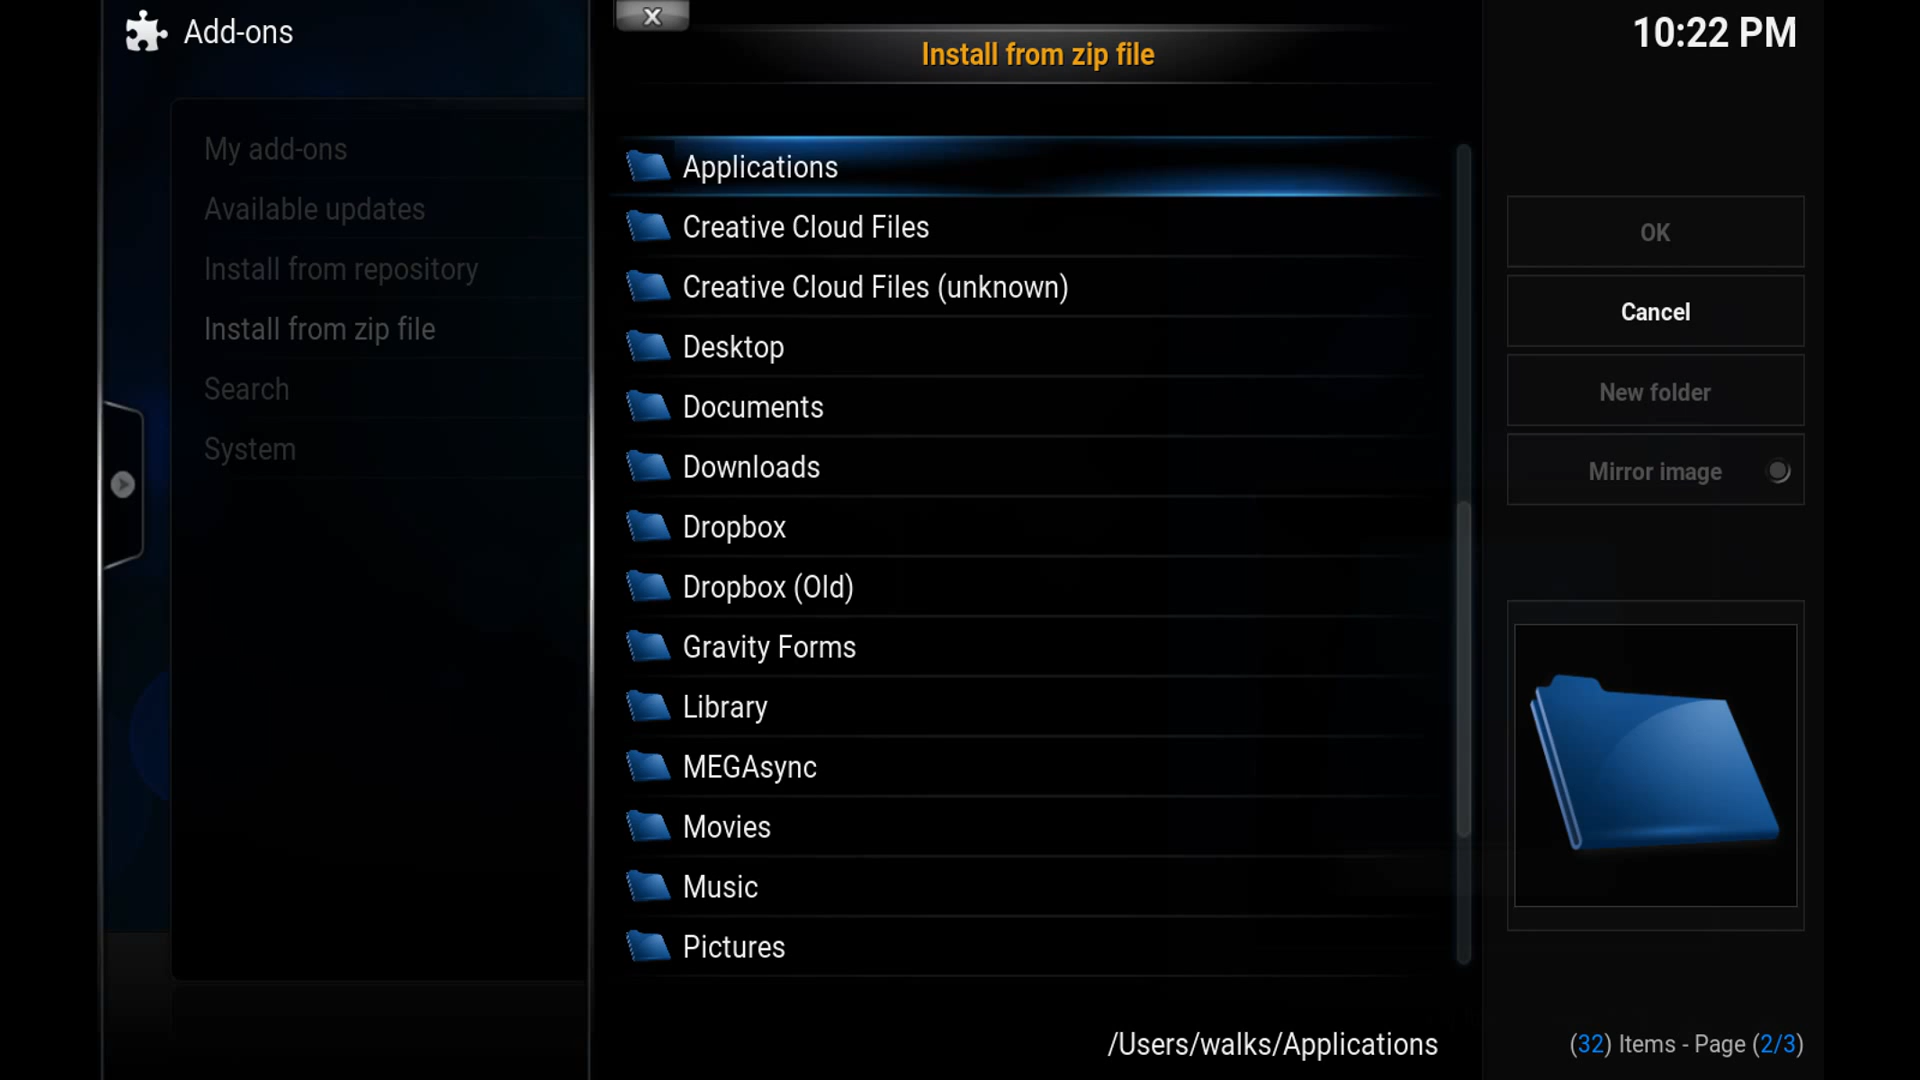 Add-ons
My add-ons
Available updates
Install from repository
Install from zip file
Search
System
X
Install from zip file
Applications
Creative Cloud Files
Creative Cloud Files (unknown)
Desktop
Documents
Downloads
Dropbox
Dropbox (Old)
Gravity Forms
Library
MEGAsync
Movies
Music
Pictures
/Users/walks/Applications
10:22 PM
OK
Cancel
New folder
Mirror image
(32) Items - Page (2/3)